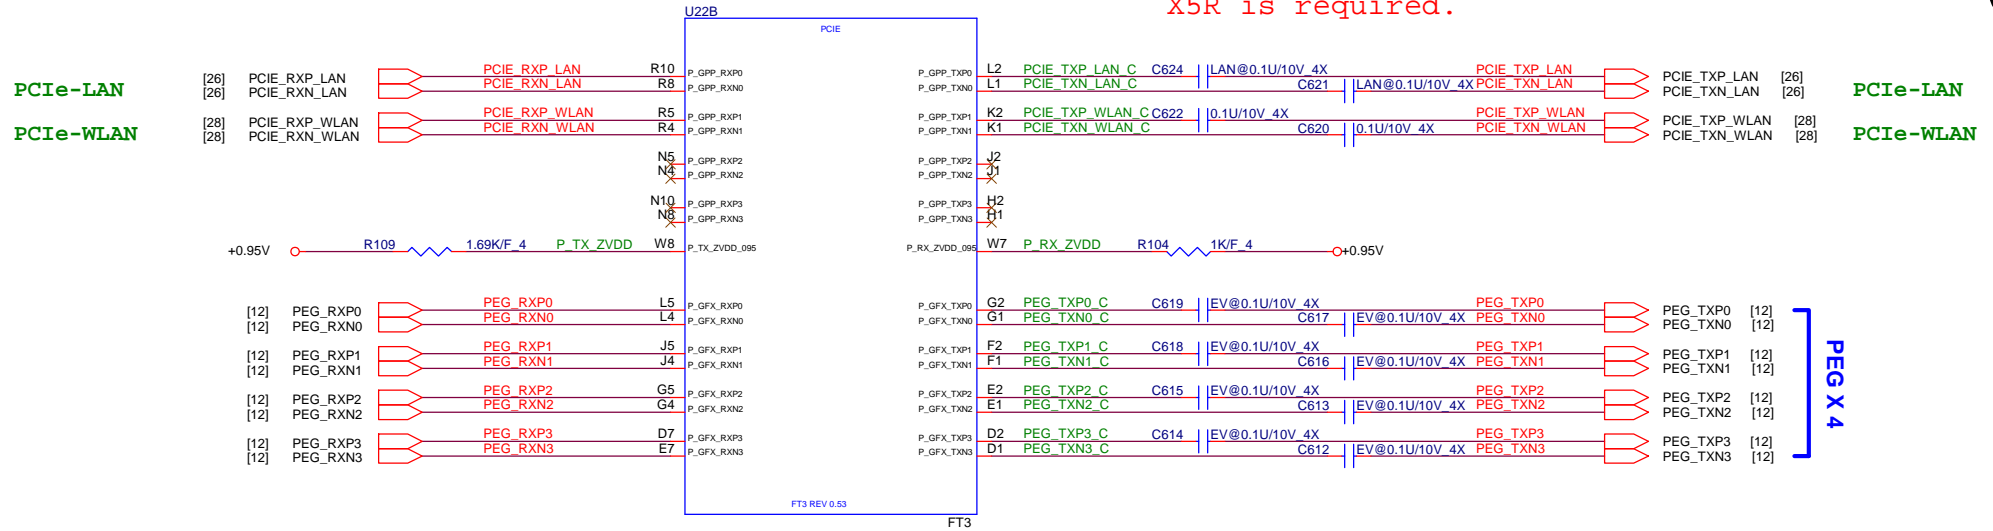 X5R is required.
U22B
PCIE
PCIe-LAN [26] PCIE_RXP_LAN PCIE_RXP_LAN R10 P_GPP_RXP0 P_GPP_TXP0 L2 PCIE_TXP_LAN_C C624 LAN@0.1U/10V_4X PCIE_TXP_LAN PCIE_TXP_LAN [26] PCIe-LAN
[26] PCIE_RXN_LAN PCIE_RXN_LAN R8 P_GPP_RXN0 P_GPP_TXN0 L1 PCIE_TXN_LAN_C C621 LAN@0.1U/10V_4X PCIE_TXN_LAN PCIE_TXN_LAN [26]
PCIe-WLAN [28] PCIE_RXP_WLAN PCIE_RXP_WLAN R5 P_GPP_RXP1 P_GPP_TXP1 K2 PCIE_TXP_WLAN_C C622 0.1U/10V_4X PCIE_TXP_WLAN PCIE_TXP_WLAN [28] PCIe-WLAN
[28] PCIE_RXN_WLAN PCIE_RXN_WLAN R4 P_GPP_RXN1 P_GPP_TXN1 K1 PCIE_TXN_WLAN_C C620 0.1U/10V_4X PCIE_TXN_WLAN PCIE_TXN_WLAN [28]
N5 P_GPP_RXP2 P_GPP_TXP2 J2
N4 P_GPP_RXN2 P_GPP_TXN2 J1
N10 P_GPP_RXP3 P_GPP_TXP3 H2
N8 P_GPP_RXN3 P_GPP_TXN3 H1
+0.95V R109 1.69K/F_4 P_TX_ZVDD W8 P_TX_ZVDD_095 P_RX_ZVDD_095 W7 P_RX_ZVDD R104 1K/F_4 +0.95V
[12] PEG_RXP0 PEG_RXP0 L5 P_GFX_RXP0 P_GFX_TXP0 G2 PEG_TXP0_C C619 EV@0.1U/10V_4X PEG_TXP0 PEG_TXP0 [12]
[12] PEG_RXN0 PEG_RXN0 L4 P_GFX_RXN0 P_GFX_TXN0 G1 PEG_TXN0_C C617 EV@0.1U/10V_4X PEG_TXN0 PEG_TXN0 [12]
[12] PEG_RXP1 PEG_RXP1 J5 P_GFX_RXP1 P_GFX_TXP1 F2 PEG_TXP1_C C618 EV@0.1U/10V_4X PEG_TXP1 PEG_TXP1 [12]
[12] PEG_RXN1 PEG_RXN1 J4 P_GFX_RXN1 P_GFX_TXN1 F1 PEG_TXN1_C C616 EV@0.1U/10V_4X PEG_TXN1 PEG_TXN1 [12]
[12] PEG_RXP2 PEG_RXP2 G5 P_GFX_RXP2 P_GFX_TXP2 E2 PEG_TXP2_C C615 EV@0.1U/10V_4X PEG_TXP2 PEG_TXP2 [12]
[12] PEG_RXN2 PEG_RXN2 G4 P_GFX_RXN2 P_GFX_TXN2 E1 PEG_TXN2_C C613 EV@0.1U/10V_4X PEG_TXN2 PEG_TXN2 [12]
[12] PEG_RXP3 PEG_RXP3 D7 P_GFX_RXP3 P_GFX_TXP3 D2 PEG_TXP3_C C614 EV@0.1U/10V_4X PEG_TXP3 PEG_TXP3 [12]
[12] PEG_RXN3 PEG_RXN3 E7 P_GFX_RXN3 P_GFX_TXN3 D1 PEG_TXN3_C C612 EV@0.1U/10V_4X PEG_TXN3 PEG_TXN3 [12]
PEG X 4
FT3 REV 0.53
FT3